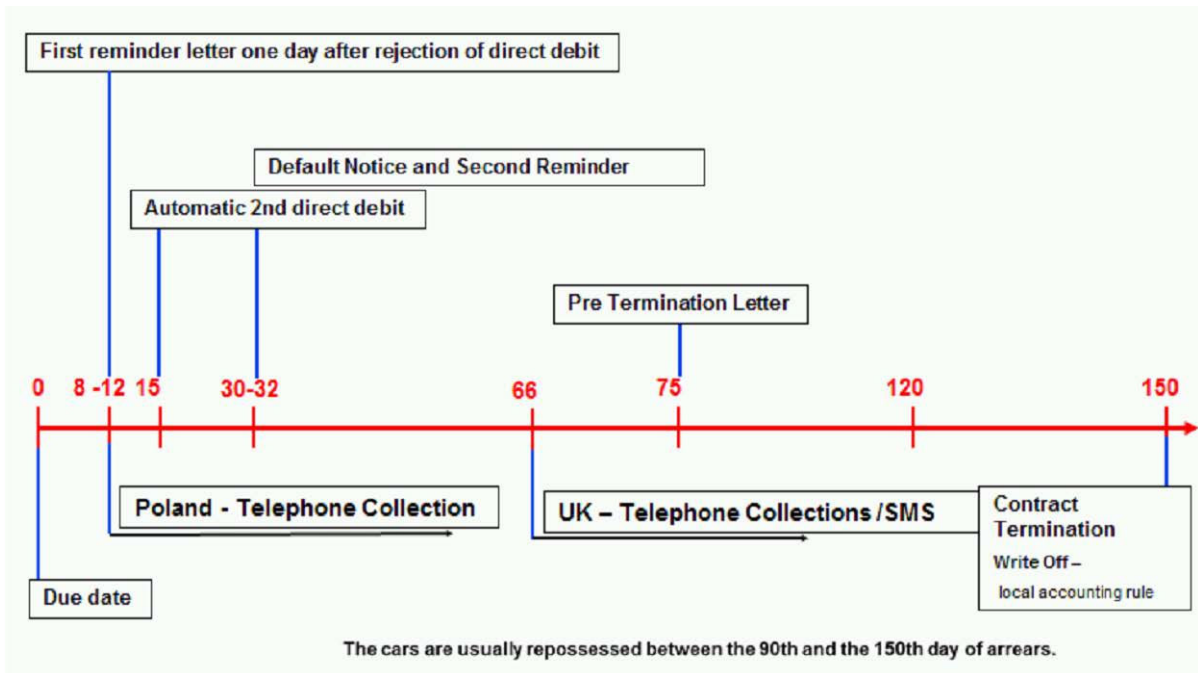 First reminder letter one day after rejection of direct debit
Default Notice and Second Reminder
Automatic 2nd direct debit
Pre Termination Letter
0 8 -12 15 30-32 66 75 120 150
Poland - Telephone Collection
UK – Telephone Collections /SMS
Contract
Termination
Write Off –
local accounting rule
Due date
The cars are usually repossessed between the 90th and the 150th day of arrears.